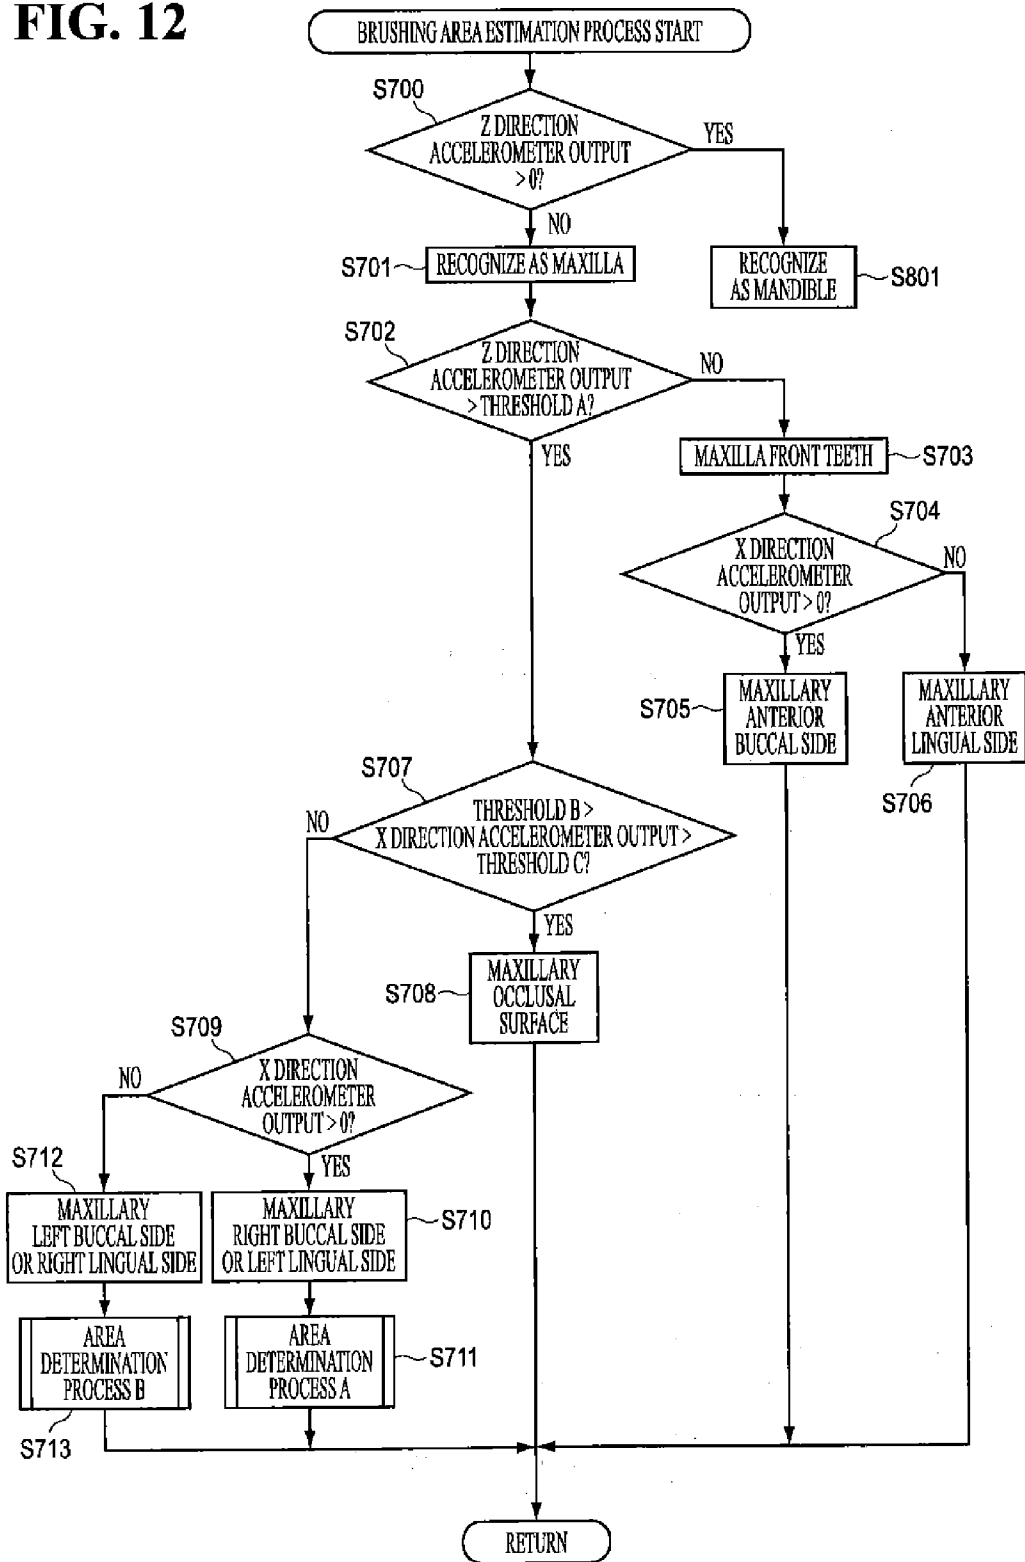 FIG. 12
BRUSHING AREA ESTIMATION PROCESS START
S700
Z DIRECTION
ACCELEROMETER OUTPUT
> 0?
YES
NO
S701
RECOGNIZE AS MAXILLA
RECOGNIZE
AS MANDIBLE
S801
S702
Z DIRECTION
ACCELEROMETER OUTPUT
> THRESHOLD A?
NO
YES
MAXILLA FRONT TEETH
S703
S704
X DIRECTION
ACCELEROMETER
OUTPUT > 0?
NO
YES
S705
MAXILLARY
ANTERIOR
BUCCAL SIDE
MAXILLARY
ANTERIOR
LINGUAL SIDE
S706
S707
THRESHOLD B >
X DIRECTION ACCELEROMETER OUTPUT >
THRESHOLD C?
NO
YES
S708
MAXILLARY
OCCLUSAL
SURFACE
S709
X DIRECTION
ACCELEROMETER
OUTPUT > 0?
NO
YES
S712
MAXILLARY
LEFT BUCCAL SIDE
OR RIGHT LINGUAL SIDE
MAXILLARY
RIGHT BUCCAL SIDE
OR LEFT LINGUAL SIDE
S710
AREA
DETERMINATION
PROCESS B
S713
AREA
DETERMINATION
PROCESS A
S711
RETURN